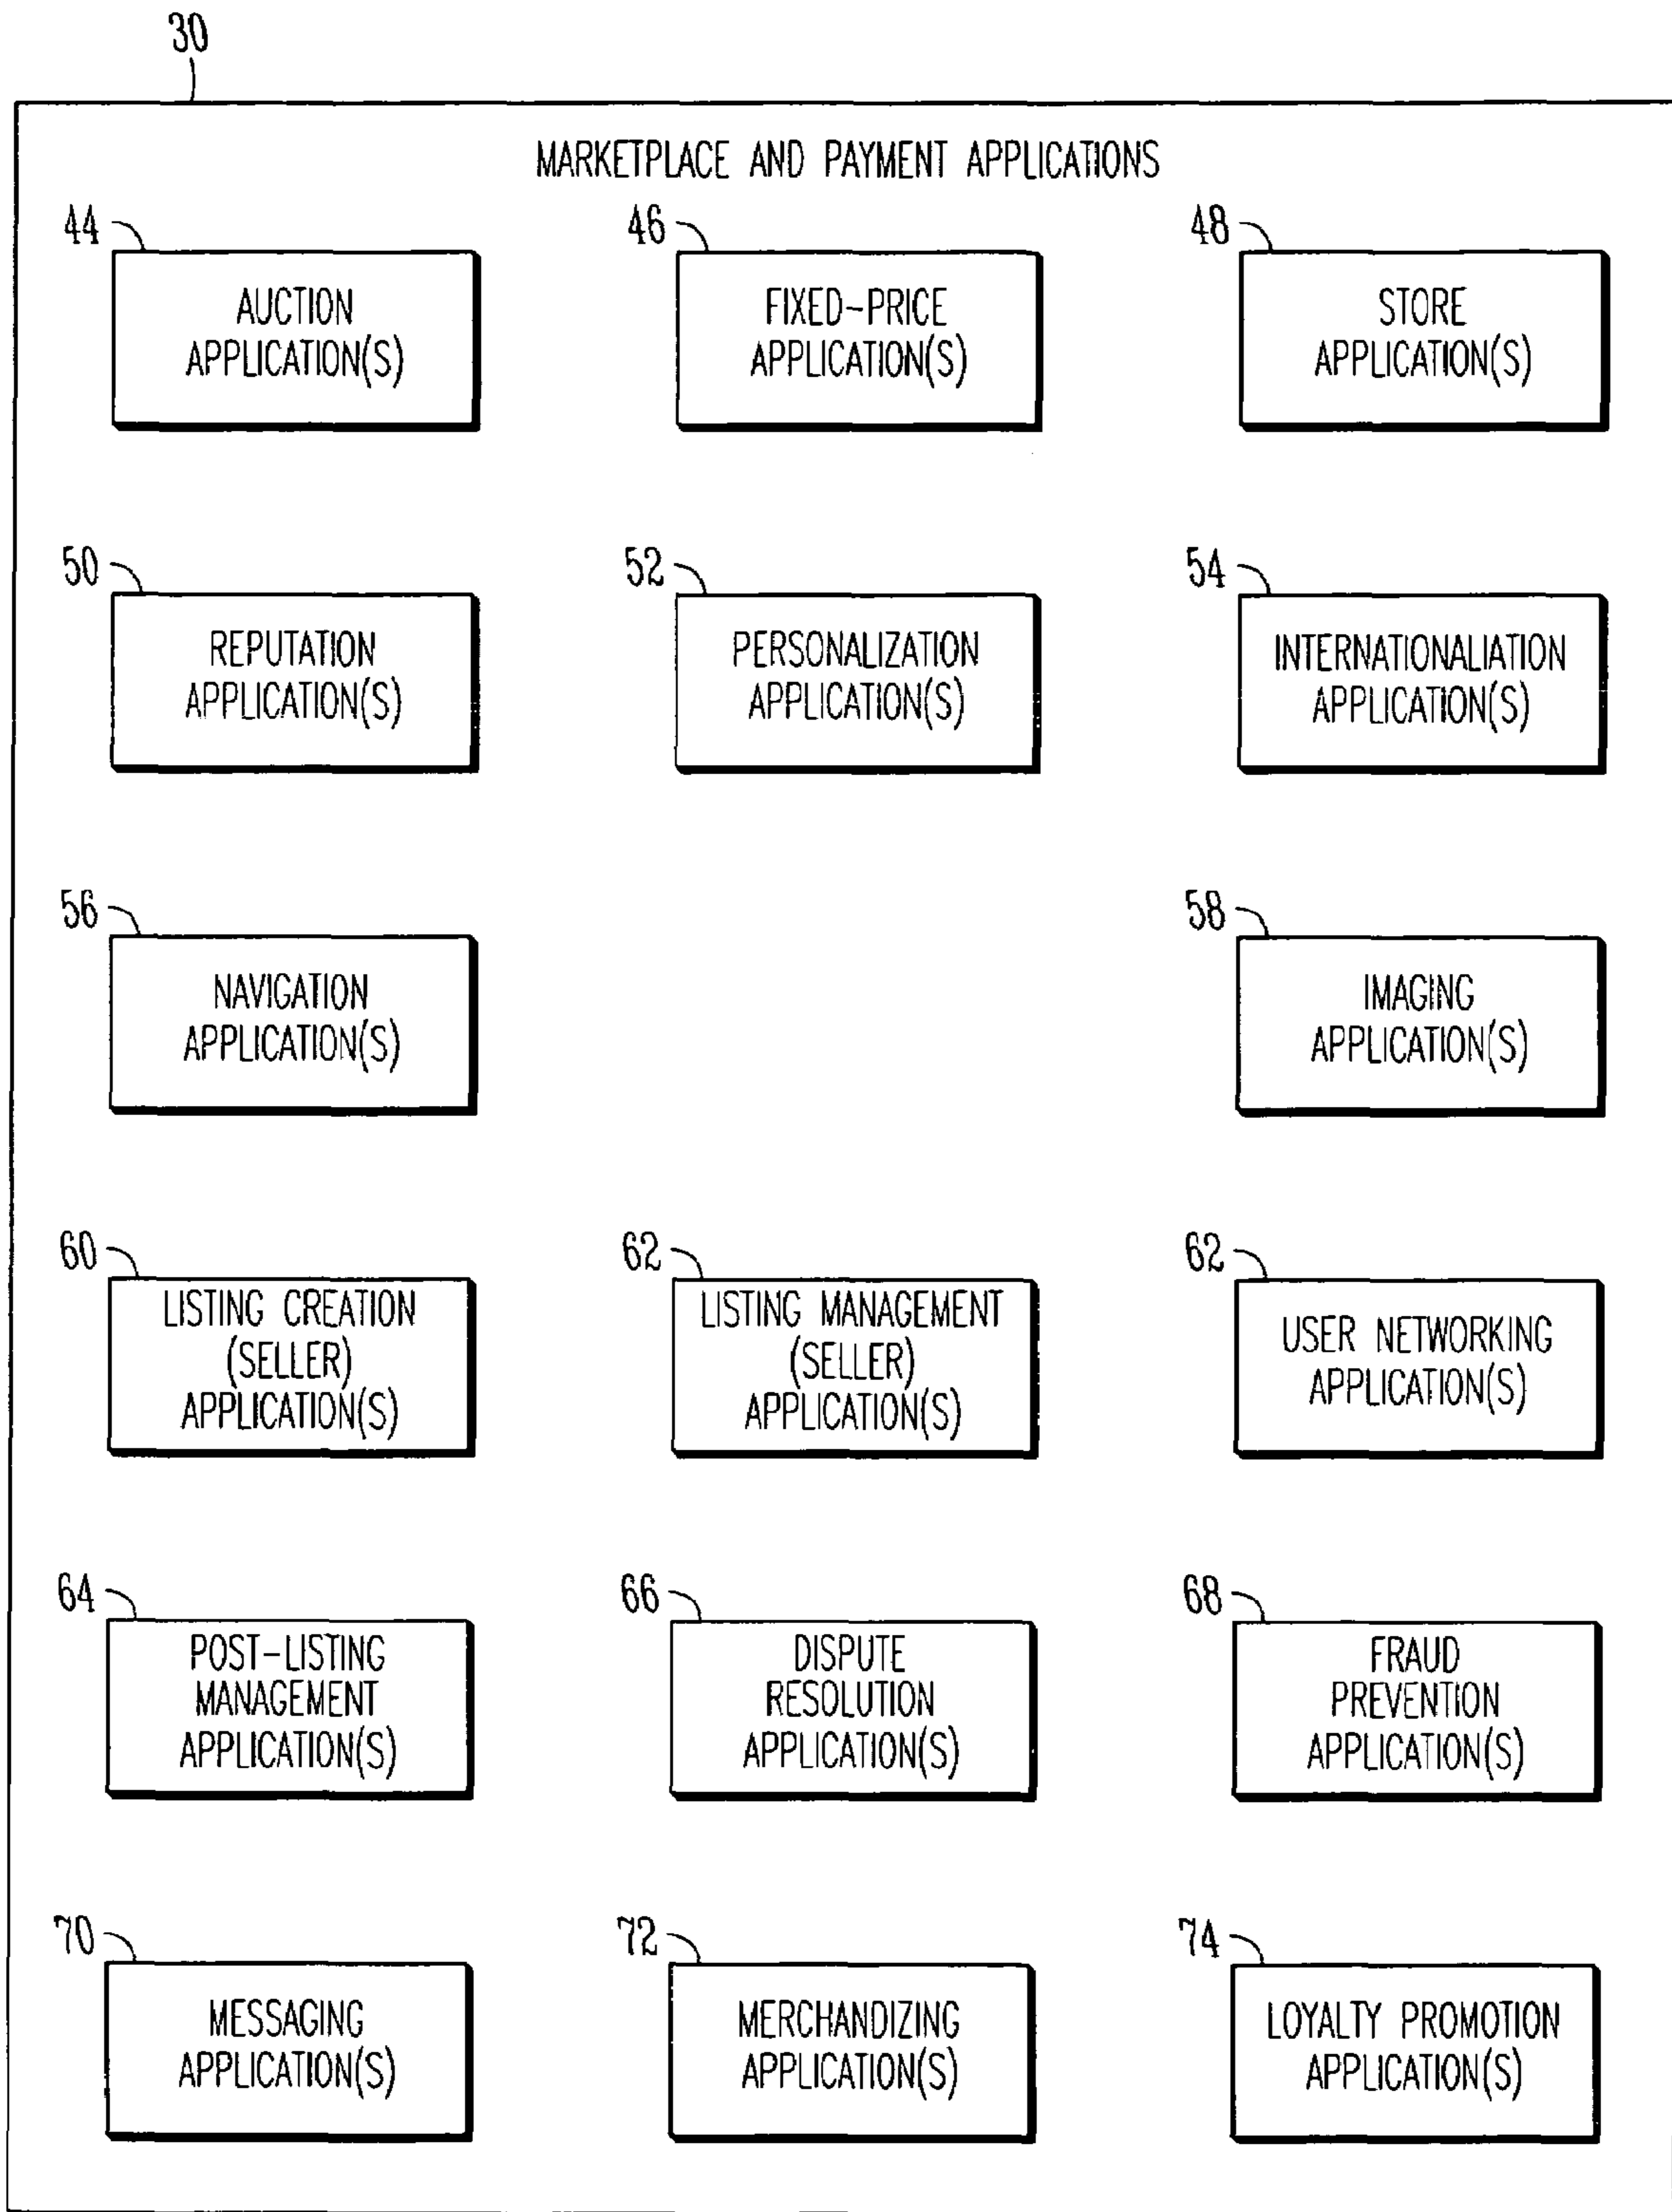 30
MARKETPLACE AND PAYMENT APPLICATIONS
44
AUCTION
APPLICATION(S)
46
FIXED-PRICE
APPLICATION(S)
48
STORE
APPLICATION(S)
50
REPUTATION
APPLICATION(S)
52
PERSONALIZATION
APPLICATION(S)
54
INTERNATIONALIATION
APPLICATION(S)
56
NAVIGATION
APPLICATION(S)
58
IMAGING
APPLICATION(S)
60
LISTING CREATION
(SELLER)
APPLICATION(S)
62
LISTING MANAGEMENT
(SELLER)
APPLICATION(S)
62
USER NETWORKING
APPLICATION(S)
64
POST-LISTING
MANAGEMENT
APPLICATION(S)
66
DISPUTE
RESOLUTION
APPLICATION(S)
68
FRAUD
PREVENTION
APPLICATION(S)
70
MESSAGING
APPLICATION(S)
72
MERCHANDIZING
APPLICATION(S)
74
LOYALTY PROMOTION
APPLICATION(S)